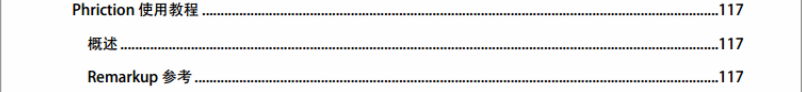 Phriction 使用教程........................................................................................................................................117
概述...........................................................................................................................................................117
Remarkup 参考..........................................................................................................................................117